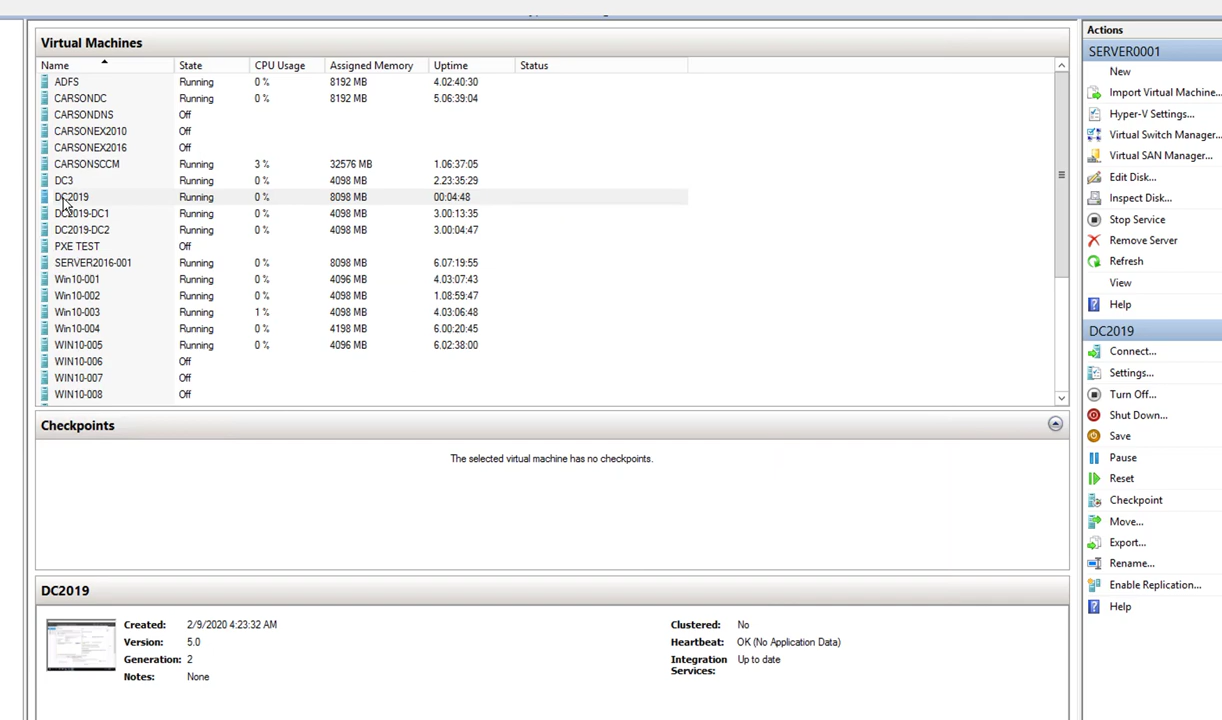 Virtual Machines
Name State CPU Usage Assigned Memory Uptime Status
ADFS Running 0 % 8192 MB 4.02:40:30
CARSONDC Running 0 % 8192 MB 5.06:39:04
CARSONDNS Off
CARSONEX2010 Off
CARSONEX2016 Off
CARSONSCCM Running 3 % 32576 MB 1.06:37:05
DC3 Running 0 % 4098 MB 2.23:35:29
DC2019 Running 0 % 8098 MB 00:04:48
DC2019-DC1 Running 0 % 4098 MB 3.00:13:35
DC2019-DC2 Running 0 % 4098 MB 3.00:04:47
PXE TEST Off
SERVER2016-001 Running 0 % 8098 MB 6.07:19:55
Win10-001 Running 0 % 4096 MB 4.03:07:43
Win10-002 Running 0 % 4098 MB 1.08:59:47
Win10-003 Running 1 % 4098 MB 4.03:06:48
Win10-004 Running 0 % 4198 MB 6.00:20:45
WIN10-005 Running 0 % 4096 MB 6.02:38:00
WIN10-006 Off
WIN10-007 Off
WIN10-008 Off
Checkpoints
The selected virtual machine has no checkpoints.
DC2019
Created: 2/9/2020 4:23:32 AM
Version: 5.0
Generation: 2
Notes: None
Clustered: No
Heartbeat: OK (No Application Data)
Integration Services: Up to date
Actions
SERVER0001
New
Import Virtual Machine...
Hyper-V Settings...
Virtual Switch Manager...
Virtual SAN Manager...
Edit Disk...
Inspect Disk...
Stop Service
Remove Server
Refresh
View
Help
DC2019
Connect...
Settings...
Turn Off...
Shut Down...
Save
Pause
Reset
Checkpoint
Move...
Export...
Rename...
Enable Replication...
Help